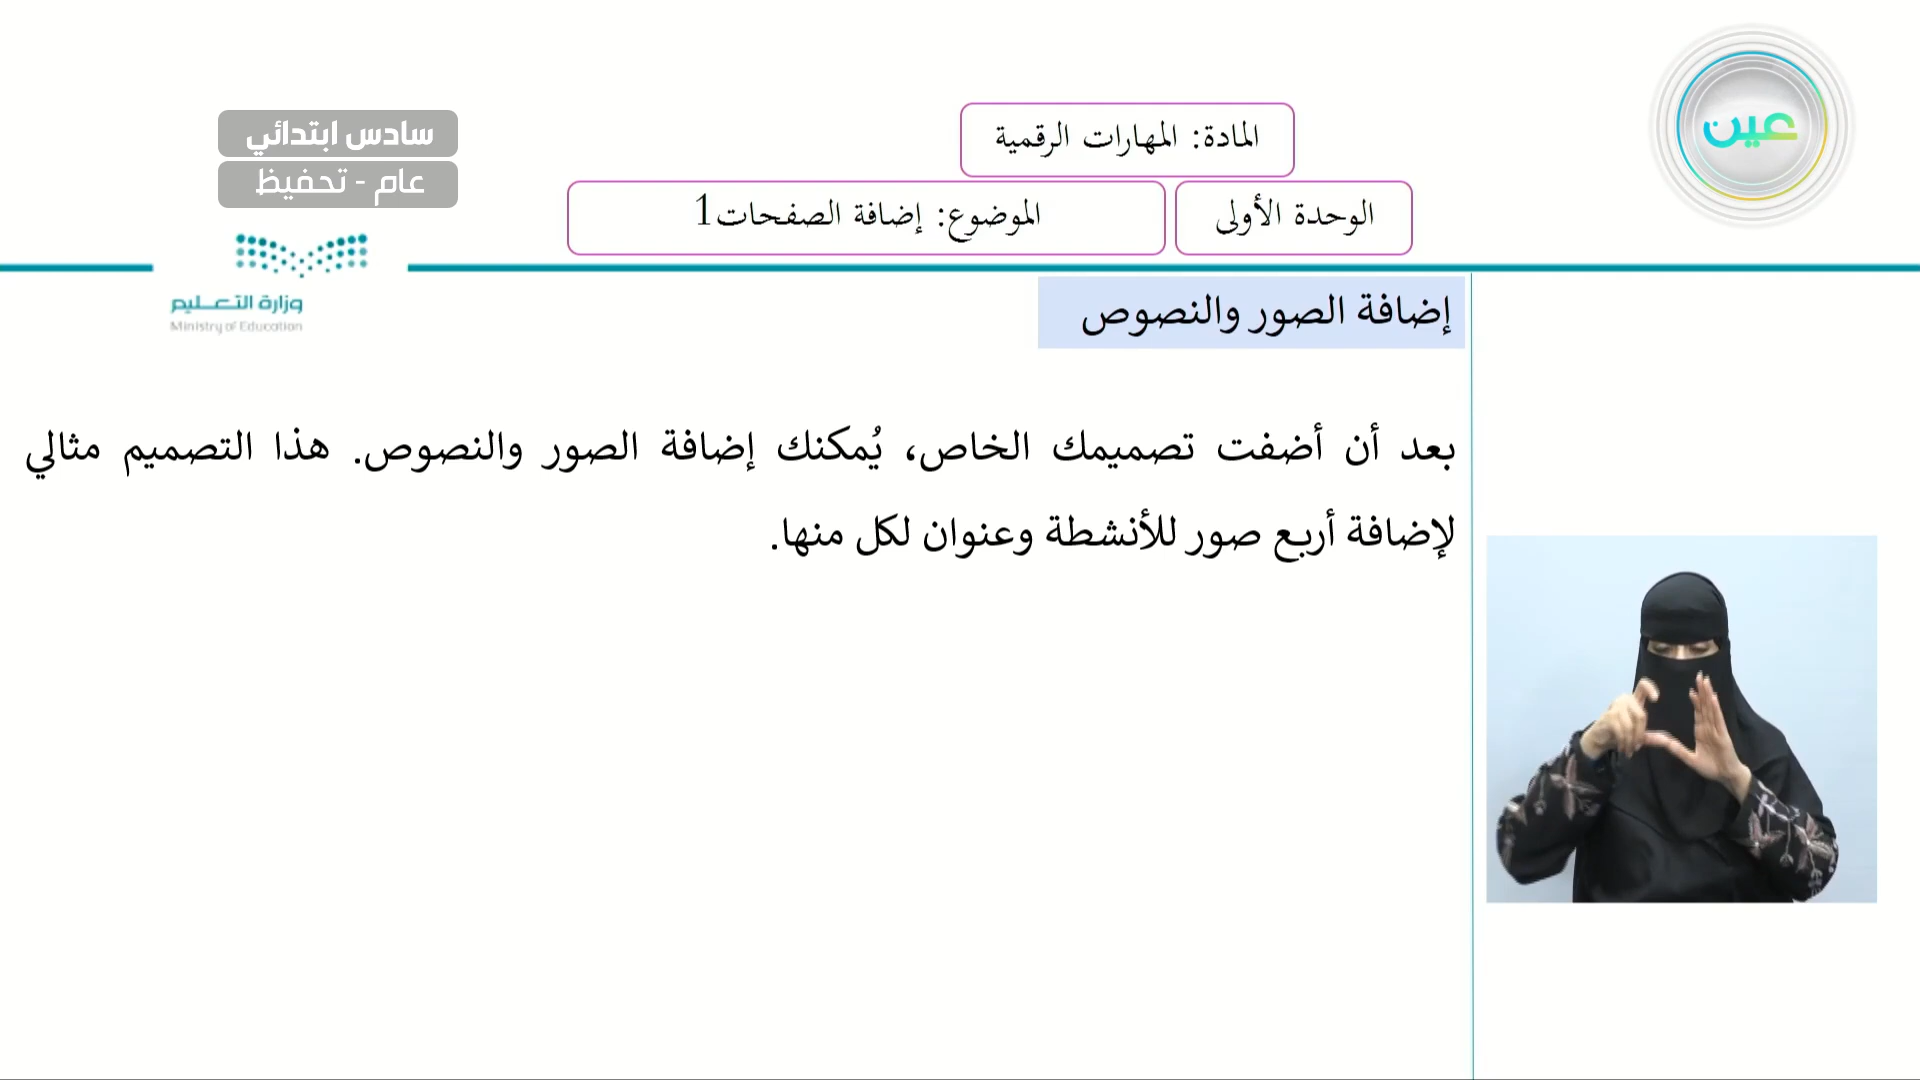 عين
المادة: المهارات الرقمية
سادس ابتدائي
عام - تحفيظ
الوحدة الأولى
الموضوع: إضافة الصفحات1
وزارة التعليم
Ministry of Education
إضافة الصور والنصوص
بعد أن أضفت تصميمك الخاص، يُمكنك إضافة الصور والنصوص. هذا التصميم مثالي
لإضافة أربع صور للأنشطة وعنوان لكل منها.